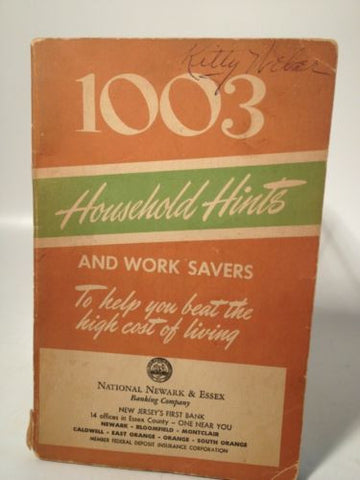 Kitty Weber
1003
Household Hints
AND WORK SAVERS
To help you beat the
high cost of living
NATIONAL NEWARK & ESSEX
Banking Company
NEW JERSEY'S FIRST BANK
14 offices in Essex County – ONE NEAR YOU
NEWARK • BLOOMFIELD • MONTCLAIR
CALDWELL • EAST ORANGE • ORANGE • SOUTH ORANGE
MEMBER FEDERAL DEPOSIT INSURANCE CORPORATION